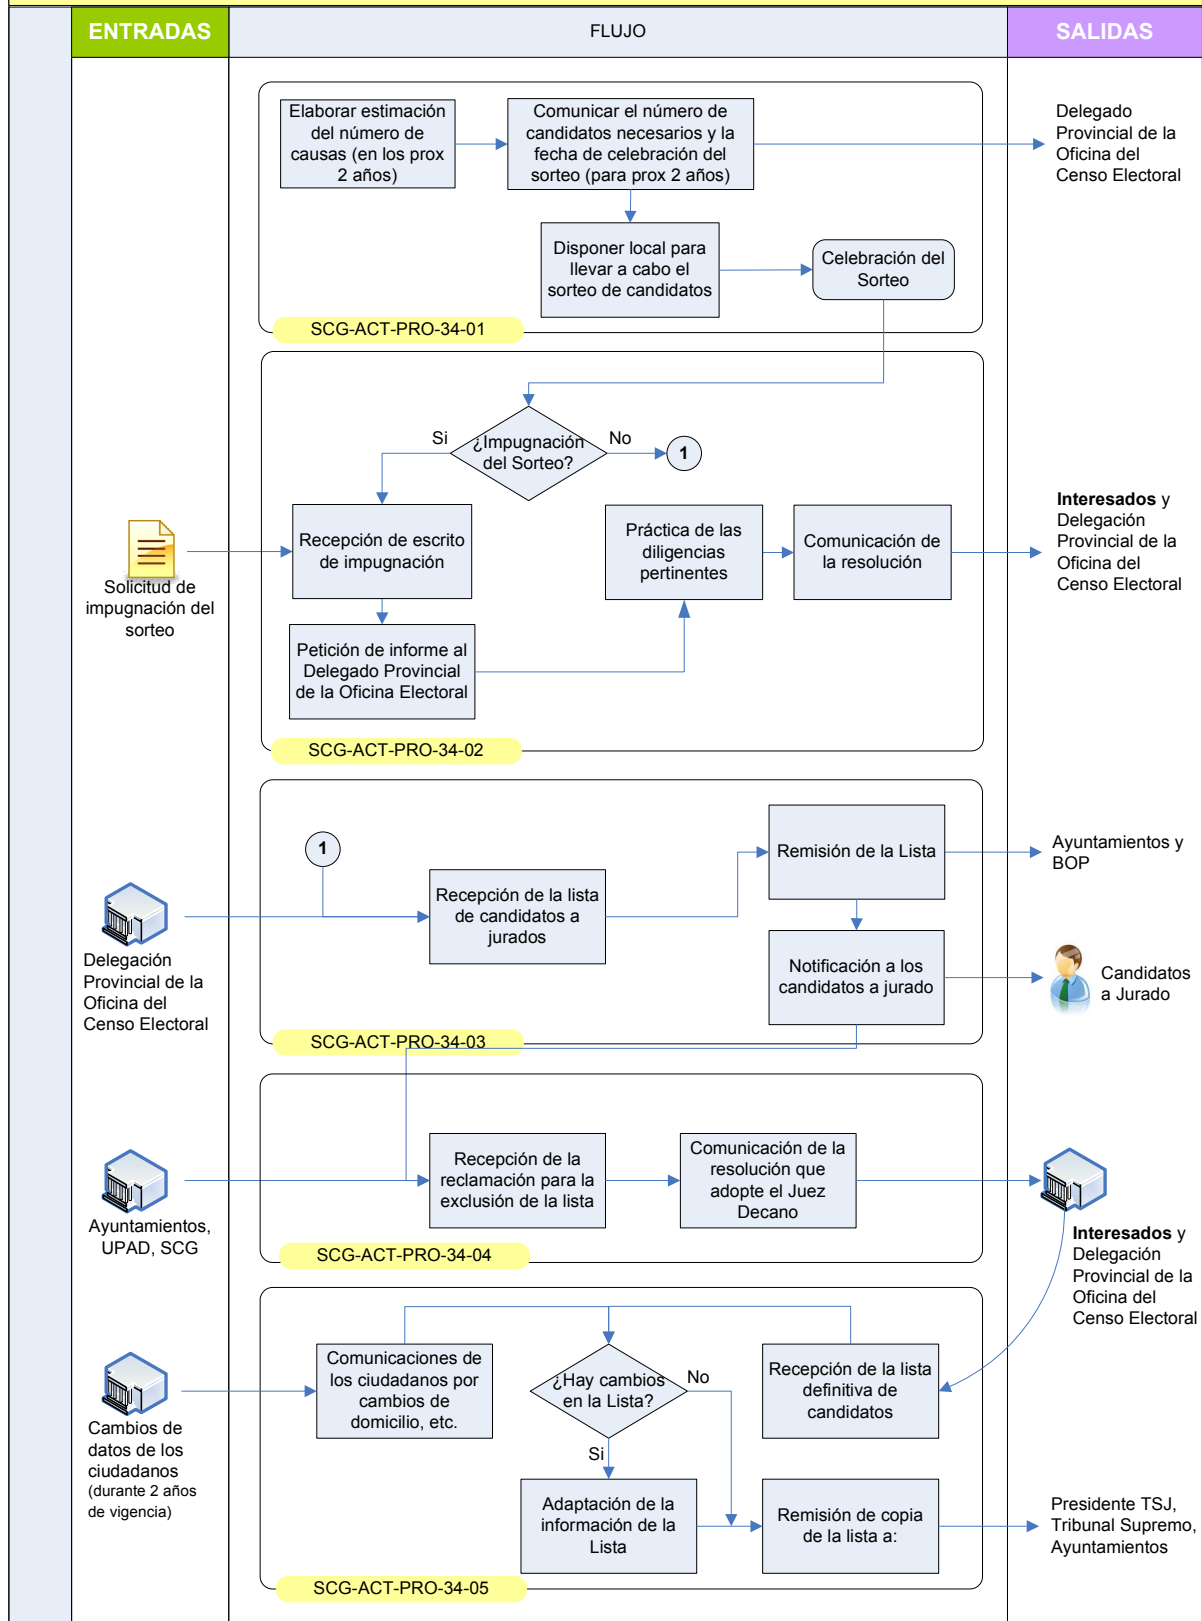 ENTRADAS
FLUJO
SALIDAS
Elaborar estimación
del número de
causas (en los prox
2 años)
Comunicar el número de
candidatos necesarios y la
fecha de celebración del
sorteo (para prox 2 años)
Delegado
Provincial de la
Oficina del
Censo Electoral
Disponer local para
llevar a cabo el
sorteo de candidatos
Celebración del
Sorteo
SCG-ACT-PRO-34-01
¿Impugnación
del Sorteo?
Si
No
1
Solicitud de
impugnación del
sorteo
Recepción de escrito
de impugnación
Práctica de las
diligencias
pertinentes
Comunicación de
la resolución
Interesados y
Delegación
Provincial de la
Oficina del
Censo Electoral
Petición de informe al
Delegado Provincial
de la Oficina Electoral
SCG-ACT-PRO-34-02
1
Delegación
Provincial de la
Oficina del
Censo Electoral
Recepción de la lista
de candidatos a
jurados
Remisión de la Lista
Ayuntamientos y
BOP
Notificación a los
candidatos a jurado
Candidatos
a Jurado
SCG-ACT-PRO-34-03
Ayuntamientos,
UPAD, SCG
Recepción de la
reclamación para la
exclusión de la lista
Comunicación de la
resolución que
adopte el Juez
Decano
Interesados y
Delegación
Provincial de la
Oficina del
Censo Electoral
SCG-ACT-PRO-34-04
Cambios de
datos de los
ciudadanos
(durante 2 años
de vigencia)
Comunicaciones de
los ciudadanos por
cambios de
domicilio, etc.
¿Hay cambios
en la Lista?
No
Si
Recepción de la lista
definitiva de
candidatos
Adaptación de la
información de la
Lista
Remisión de copia
de la lista a:
Presidente TSJ,
Tribunal Supremo,
Ayuntamientos
SCG-ACT-PRO-34-05